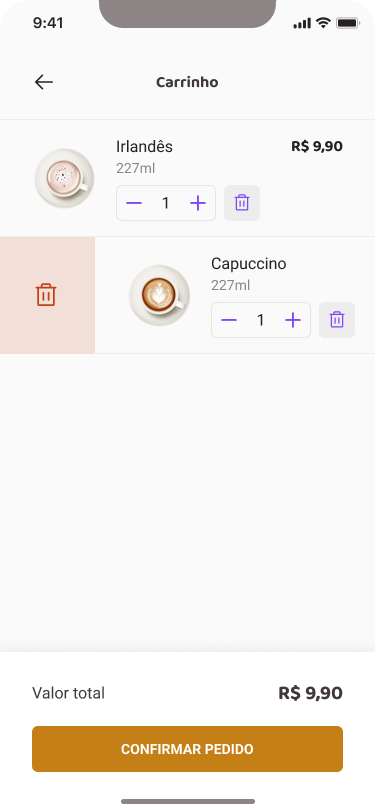 9:41
Carrinho
Irlandês
R$ 9,90
227ml
1
Capuccino
227ml
1
Valor total
R$ 9,90
CONFIRMAR PEDIDO